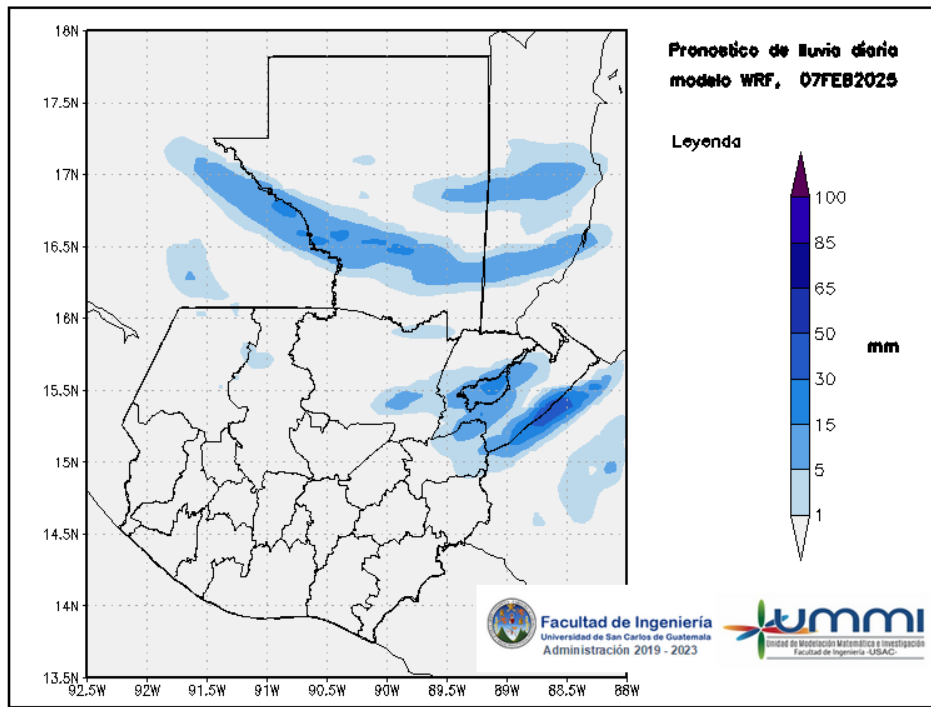 18N
17.5N
17N
16.5N
16N
15.5N
15N
14.5N
14N
13.5N
92.5W
92W
91.5W
91W
90.5W
90W
89.5W
89W
88.5W
88W
Pronostico de lluvia diaria
modelo WRF, 07FEB2025
Leyenda
100
85
65
50
30
15
5
1
mm
Facultad de Ingeniería
Universidad de San Carlos de Guatemala
Administración 2019 - 2023
UMMI
Unidad de Modelación Matemática e Investigación
Facultad de Ingeniería -USAC-